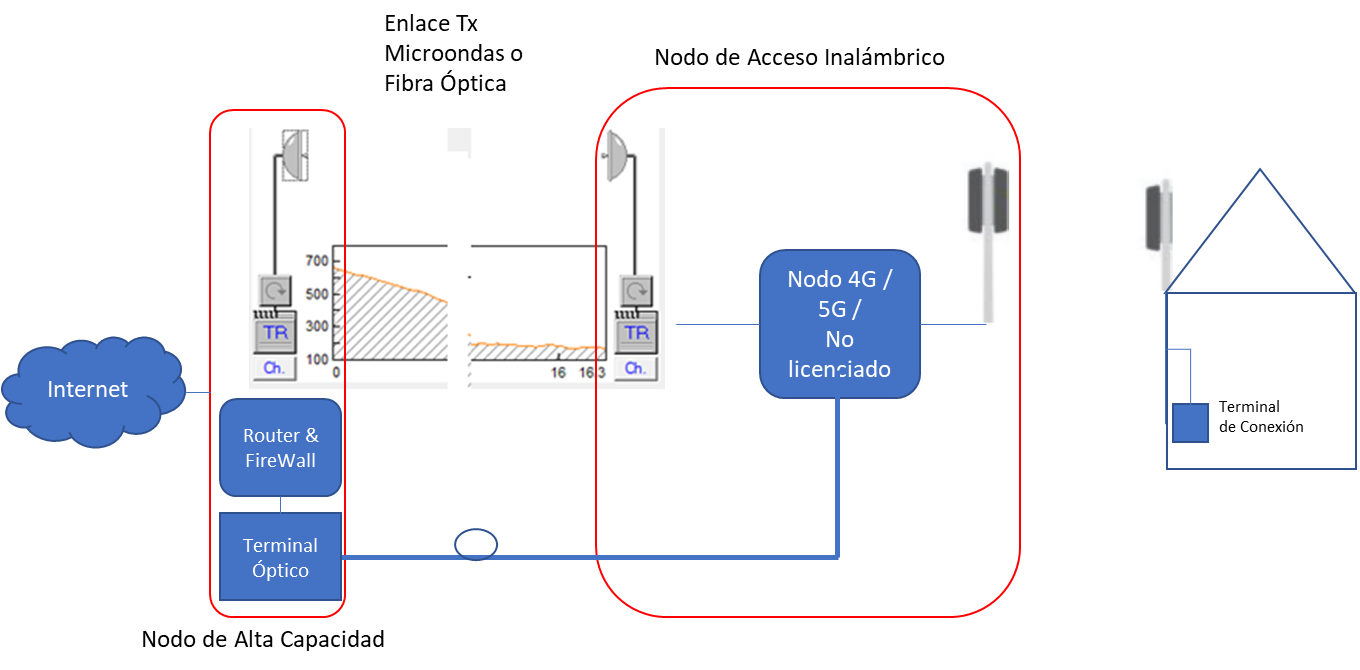 Enlace Tx
Microondas o
Fibra Óptica
Nodo de Acceso Inalámbrico
700
500
300
100
0
16
16.3
TR
Ch.
TR
Ch.
Nodo 4G /
5G /
No
licenciado
Internet
Router &
FireWall
Terminal
Óptico
Terminal
de Conexión
Nodo de Alta Capacidad